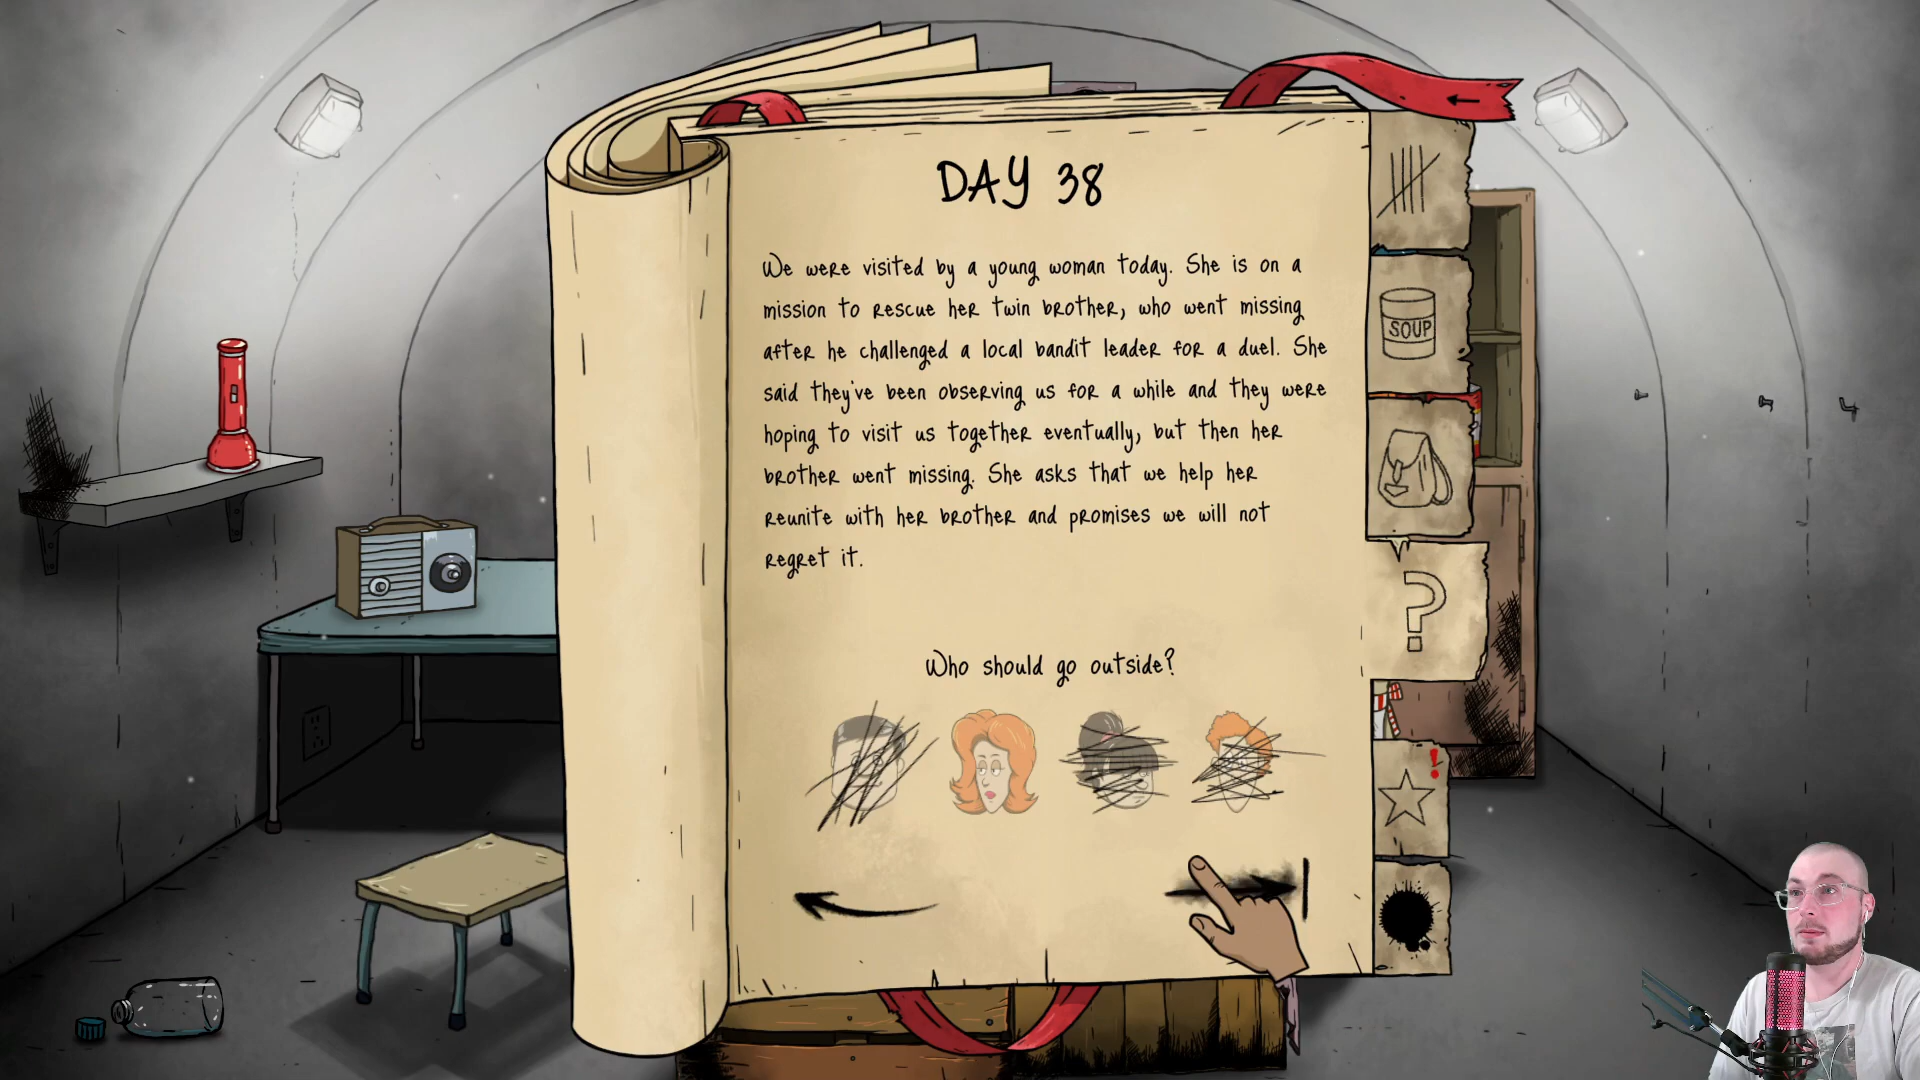 DAY 38
We were visited by a young woman today. She is on a
mission to rescue her twin brother, who went missing
after he challenged a local bandit leader for a duel. She
said they've been observing us for a while and they were
hoping to visit us together eventually, but then her
brother went missing. She asks that we help her
reunite with her brother and promises we will not
regret it.
Who should go outside?
SOUP
?
!